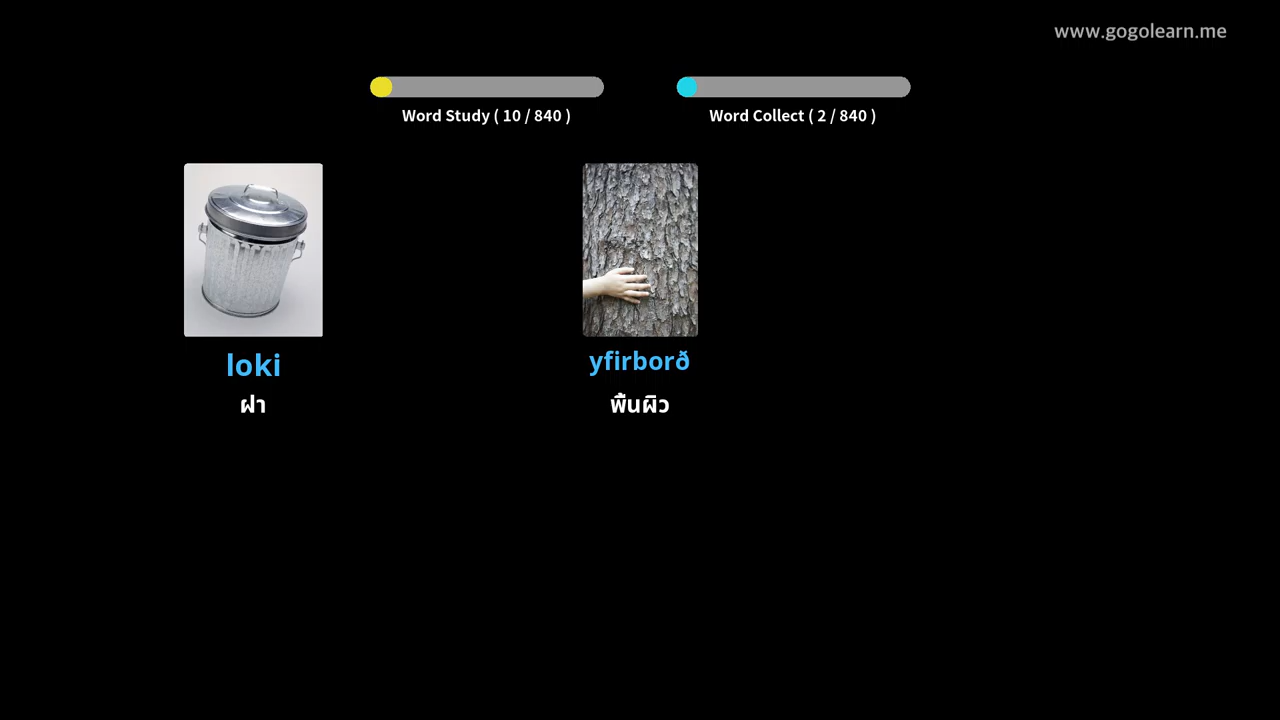 www.gogolearn.me
Word Study ( 10 / 840 )
Word Collect ( 2 / 840 )
loki
ฝา
yfirborð
พื้นผิว